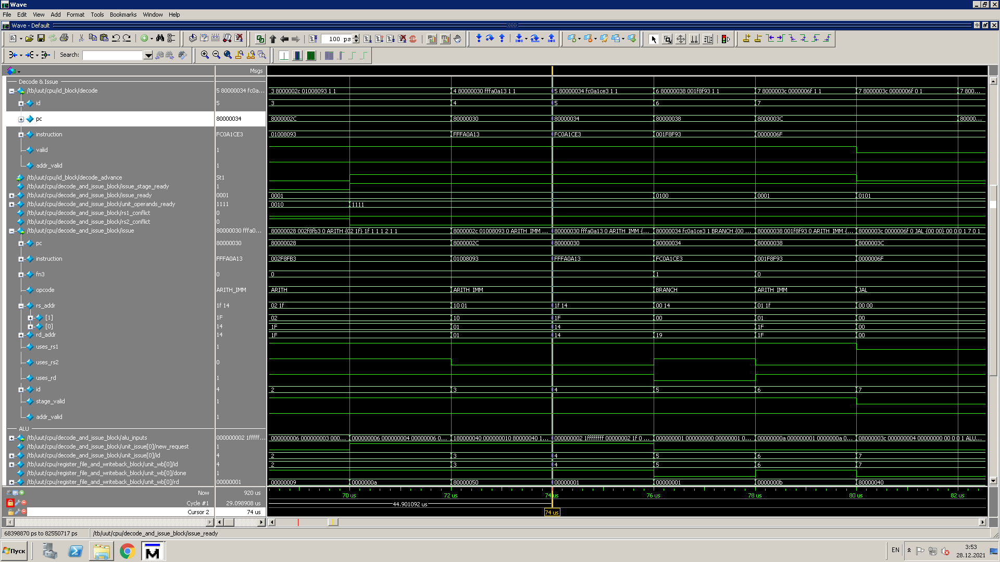 Wave
File Edit View Add Format Tools Bookmarks Window Help
Wave - Default
100 ps
Search:
Msgs
Decode & Issue
/tb/uut/cpu/id_block/decode 5 80000034 fc0a... 3 8000002c 01008093 1 1 4 80000030 fffa0a13 1 1 5 80000034 fc0a1ce3 1 1 6 80000038 001f8f93 1 1 7 8000003c 0000006f 1 1 7 8000003c 0000006f 0 1 7 800...
id 5 3 4 5 6 7
pc 80000034 8000002C 80000030 80000034 80000038 8000003C 80000...
instruction FC0A1CE3 01008093 FFFA0A13 FC0A1CE3 001F8F93 0000006F
valid 1
addr_valid 1
/tb/uut/cpu/id_block/decode_advance St1
/tb/uut/cpu/decode_and_issue_block/issue_stage_ready 1
/tb/uut/cpu/decode_and_issue_block/issue_ready 0001 0001 0100 0001 0101
/tb/uut/cpu/decode_and_issue_block/unit_operands_ready 1111 0010 1111
/tb/uut/cpu/decode_and_issue_block/rs1_conflict 0
/tb/uut/cpu/decode_and_issue_block/rs2_conflict 0
/tb/uut/cpu/decode_and_issue_block/issue 80000030 fffa0... 80000028 002f8fb3 0 ARITH {02 1f} 1f 1 1 1 2 1 1 8000002c 01008093 0 ARITH_IMM ... 80000030 fffa0a13 0 ARITH_IMM {... 80000034 fc0a1ce3 1 BRANCH {00 ... 80000038 001f8f93 0 ARITH_IMM {... 8000003c 0000006f 0 JAL {00 00} 00 0 0 1 7 0 1
pc 80000030 80000028 8000002C 80000030 80000034 80000038 8000003C
instruction FFFA0A13 002F8FB3 01008093 FFFA0A13 FC0A1CE3 001F8F93 0000006F
fn3 0 0 1 0
opcode ARITH_IMM ARITH ARITH_IMM BRANCH ARITH_IMM JAL
rs_addr 1f 14 02 1f 10 01 1f 14 00 14 01 1f 00 00
[1] 1F 02 10 1F 00 01 00
[0] 14 1F 01 14 1F 00
rd_addr 14 1F 01 14 19 1F 00
uses_rs1 1
uses_rs2 0
uses_rd 1
id 4 2 3 4 5 6 7
stage_valid 1
addr_valid 1
ALU
/tb/uut/cpu/decode_and_issue_block/alu_inputs 000000002 1fffff... 000000006 000000003 000... 000000006 000000004 00000006 0... 180000040 000000010 80000040 1... 000000002 1ffffffff 00000002 1f 0 ... 000000001 000000000 00000001 0... 00000000a 000000001 0000000a 0... 08000003c 000000004 00000000 00 0 0 1 ALU...
/tb/uut/cpu/decode_and_issue_block/unit_issue[0]/new_request 1
/tb/uut/cpu/decode_and_issue_block/unit_issue[0]/id 4 2 3 4 5 6 7
/tb/uut/cpu/register_file_and_writeback_block/unit_wb[0]/id 4 2 3 4 5 6 7
/tb/uut/cpu/register_file_and_writeback_block/unit_wb[0]/done 1
/tb/uut/cpu/register_file_and_writeback_block/unit_wb[0]/rd 00000001 00000009 0000000a 80000050 00000001 00000001 0000000b 80000040
Now 920 us 70 us 72 us 74 us 76 us 78 us 80 us 82 us
Cycle #1 29.098908 us 44.901092 us
Cursor 2 74 us 74 us
68398870 ps to 82550717 ps /tb/uut/cpu/decode_and_issue_block/issue_ready
Пуск M EN 3:53
28.12.2021